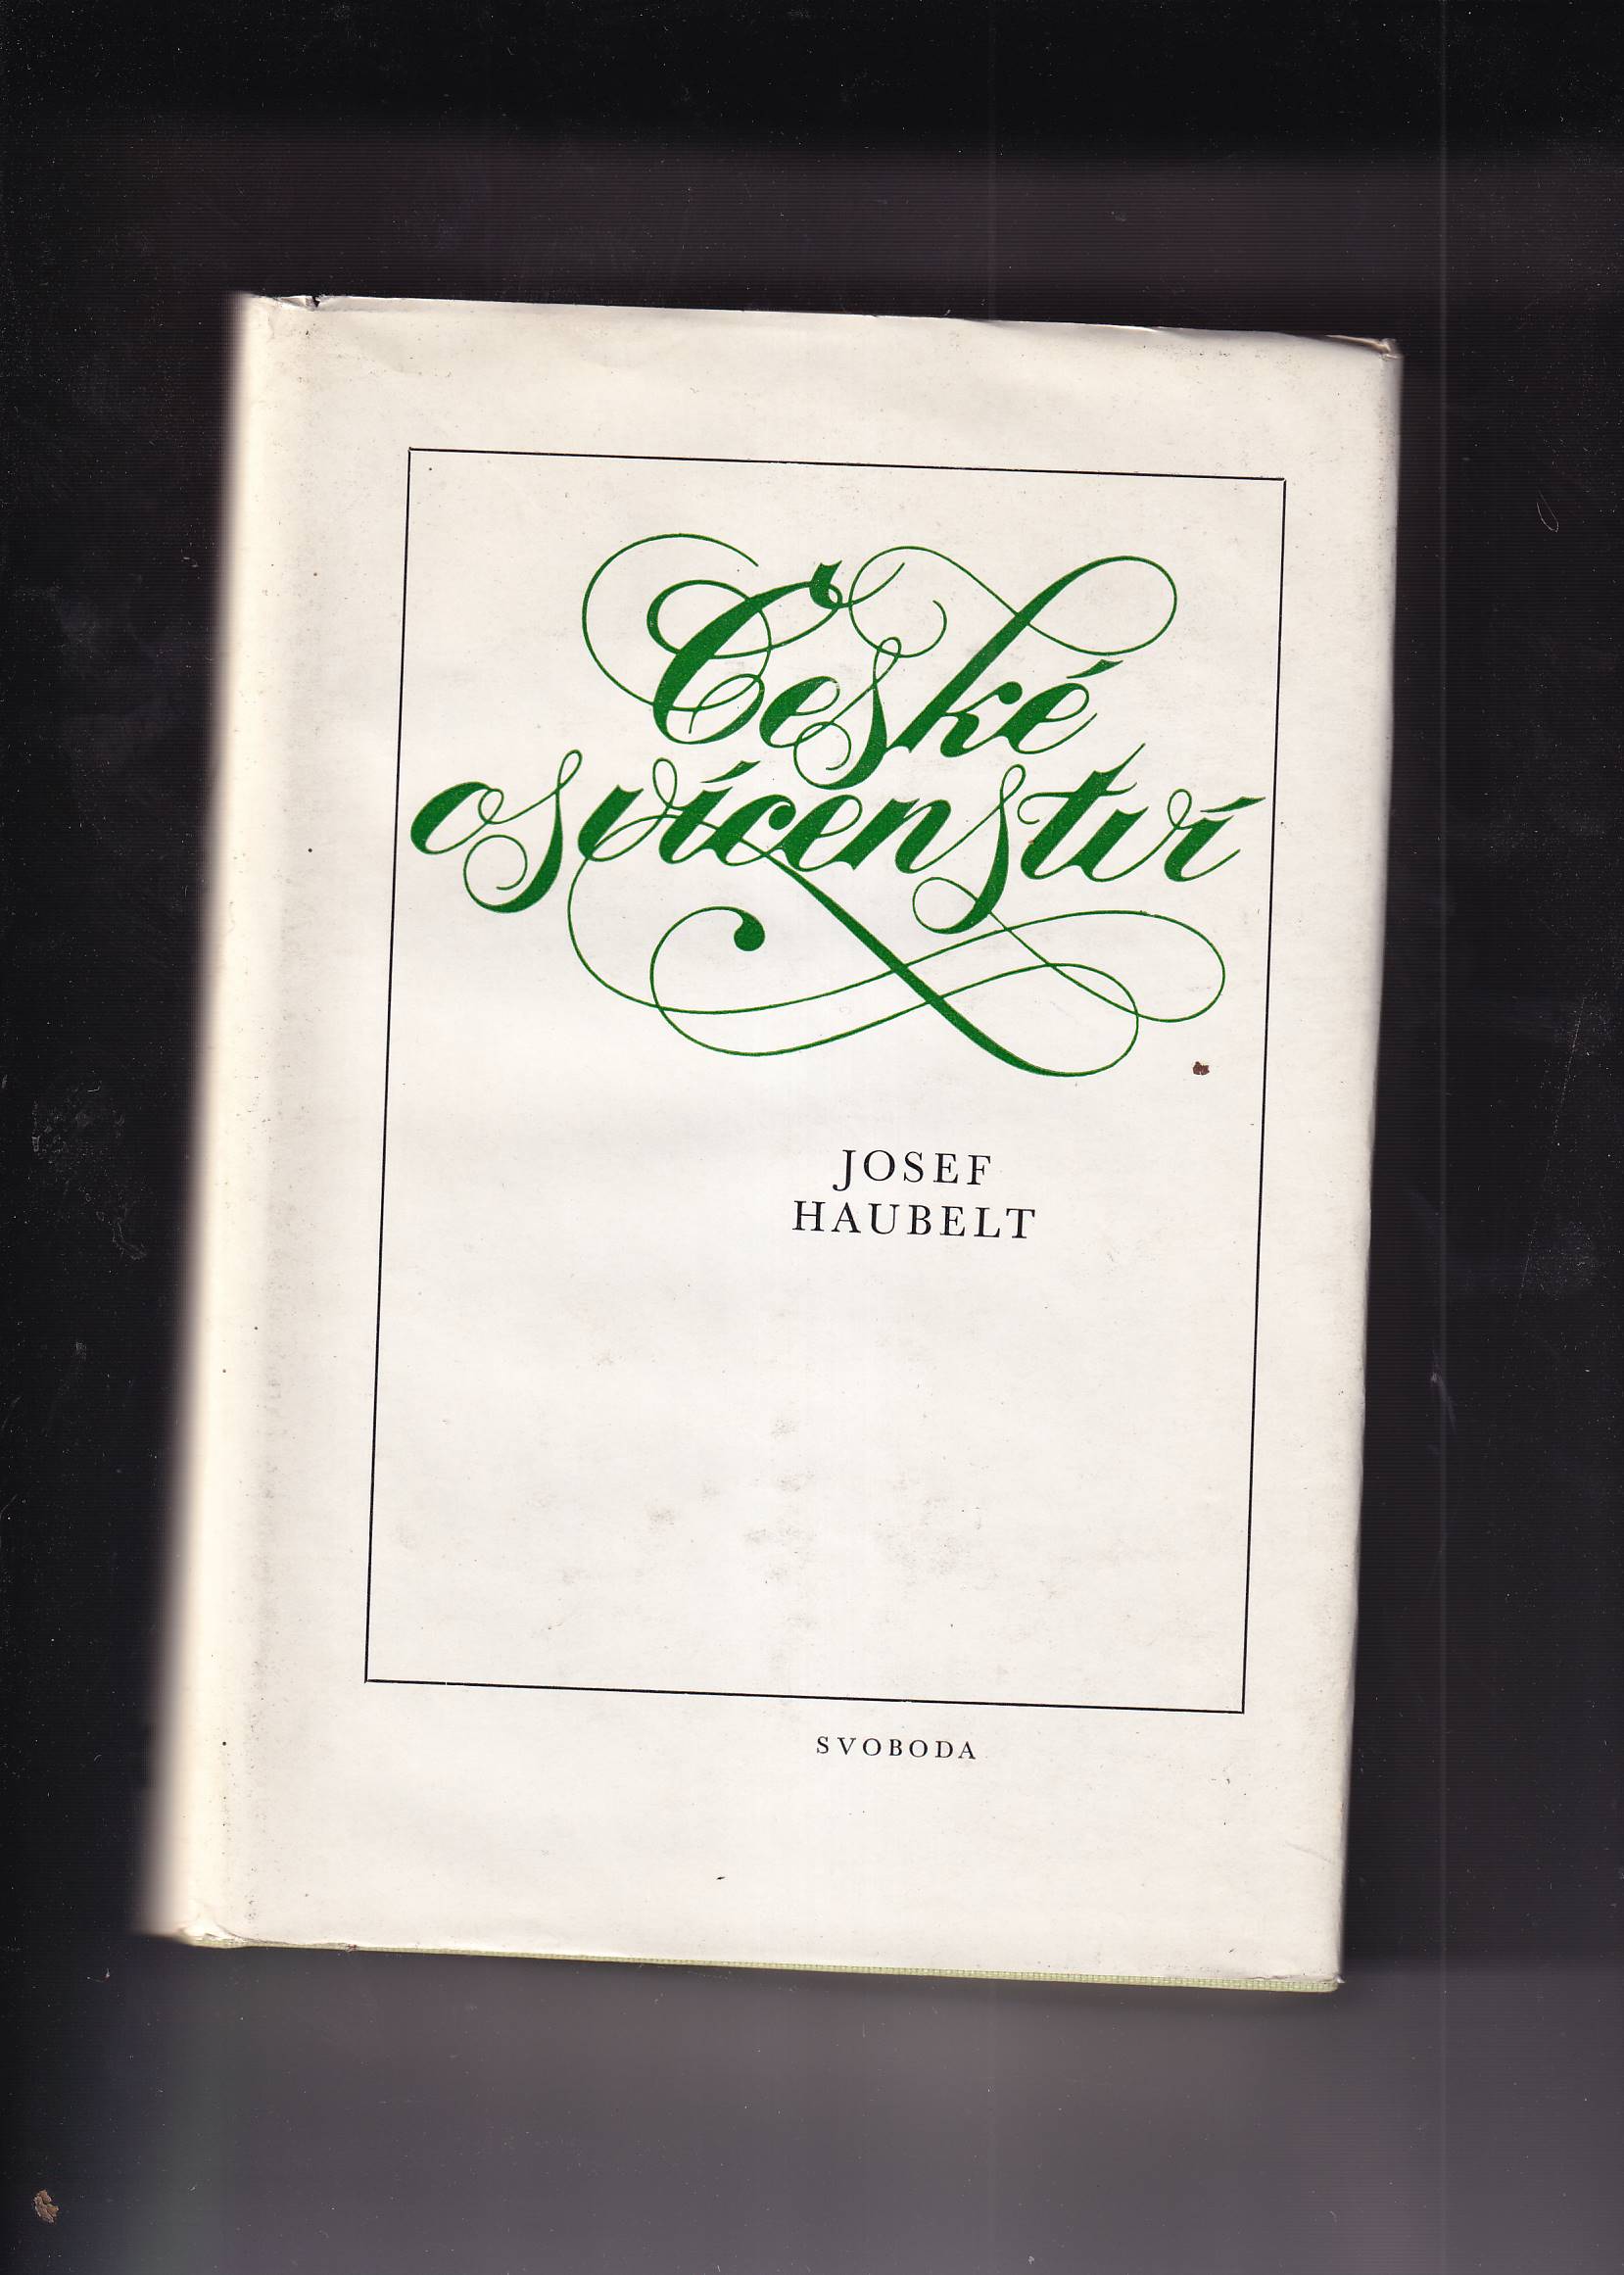 České
osvícenství
JOSEF
HAUBELT
SVOBODA